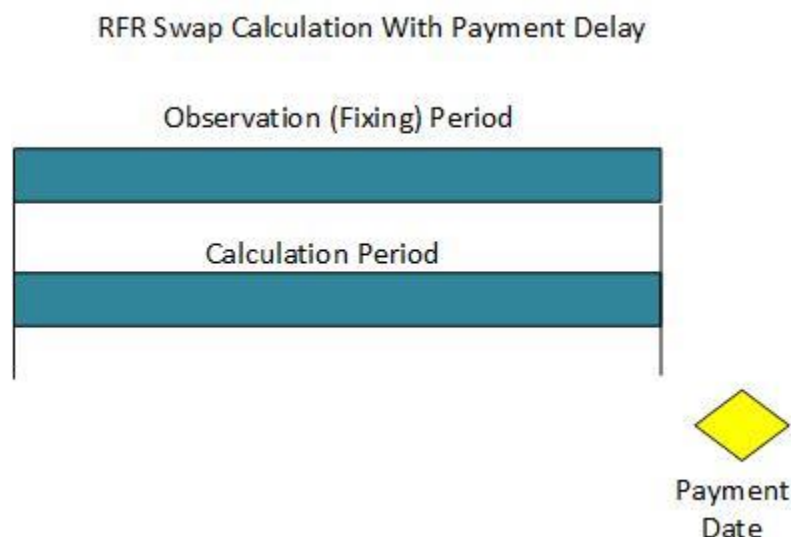 RFR Swap Calculation With Payment Delay
Observation (Fixing) Period
Calculation Period
Payment
Date